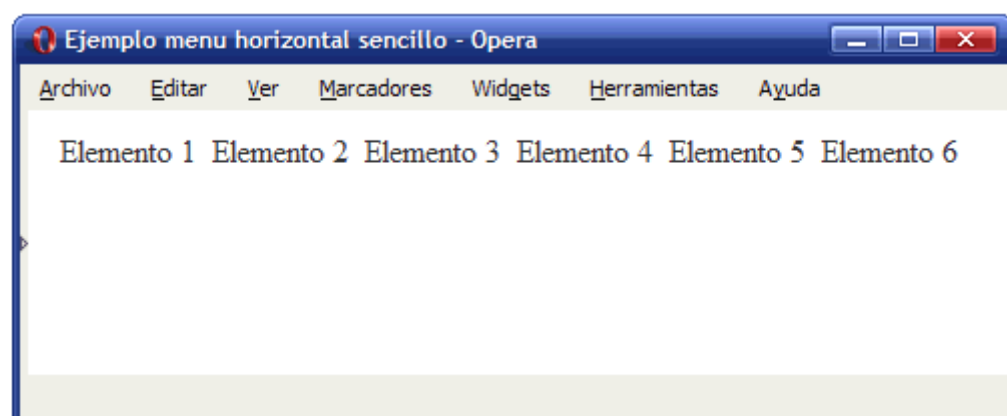 Ejemplo menu horizontal sencillo - Opera
Archivo Editar Ver Marcadores Widgets Herramientas Ayuda
Elemento 1 Elemento 2 Elemento 3 Elemento 4 Elemento 5 Elemento 6